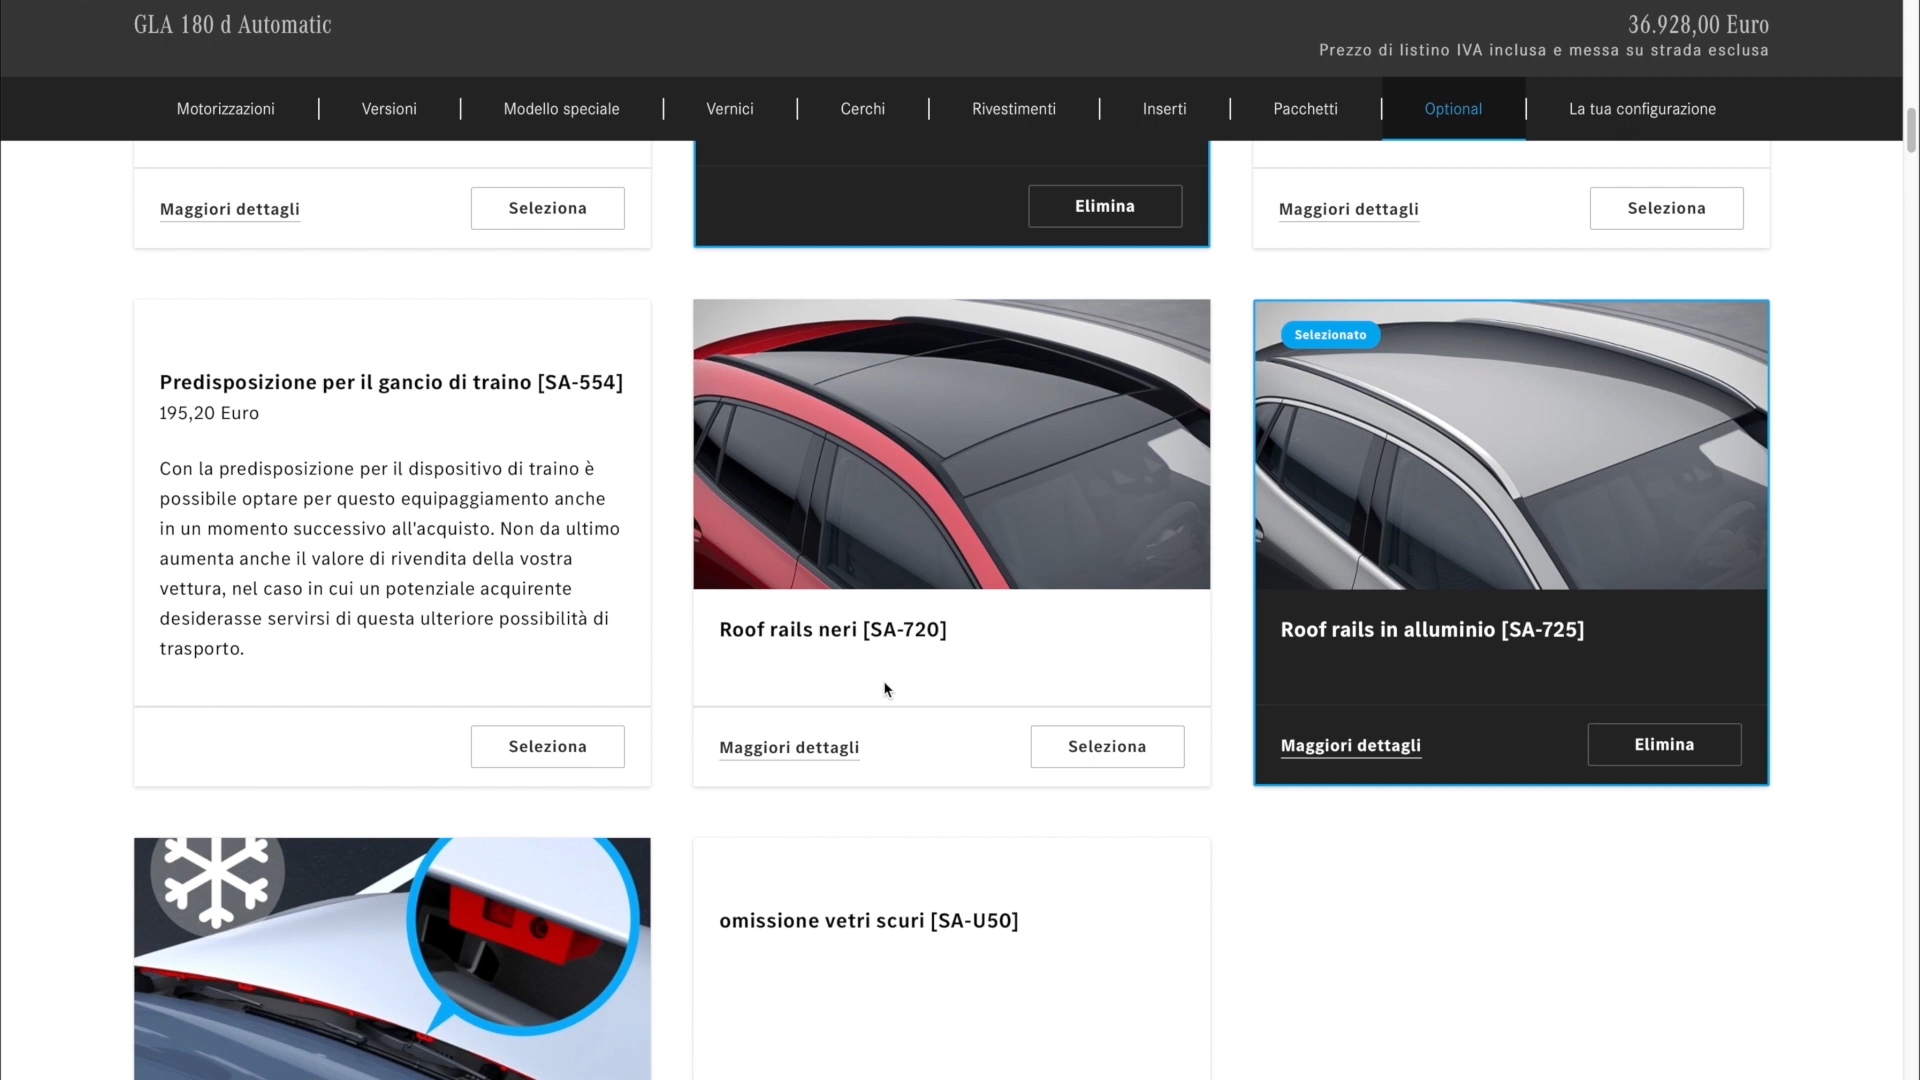 GLA 180 d Automatic
36.928,00 Euro
Prezzo di listino IVA inclusa e messa su strada esclusa
Motorizzazioni
Versioni
Modello speciale
Vernici
Cerchi
Rivestimenti
Inserti
Pacchetti
Optional
La tua configurazione
Maggiori dettagli
Seleziona
Elimina
Maggiori dettagli
Seleziona
Predisposizione per il gancio di traino [SA-554]
195,20 Euro
Con la predisposizione per il dispositivo di traino è
possibile optare per questo equipaggiamento anche
in un momento successivo all'acquisto. Non da ultimo
aumenta anche il valore di rivendita della vostra
vettura, nel caso in cui un potenziale acquirente
desiderasse servirsi di questa ulteriore possibilità di
trasporto.
Seleziona
Roof rails neri [SA-720]
Maggiori dettagli
Seleziona
Selezionato
Roof rails in alluminio [SA-725]
Maggiori dettagli
Elimina
omissione vetri scuri [SA-U50]